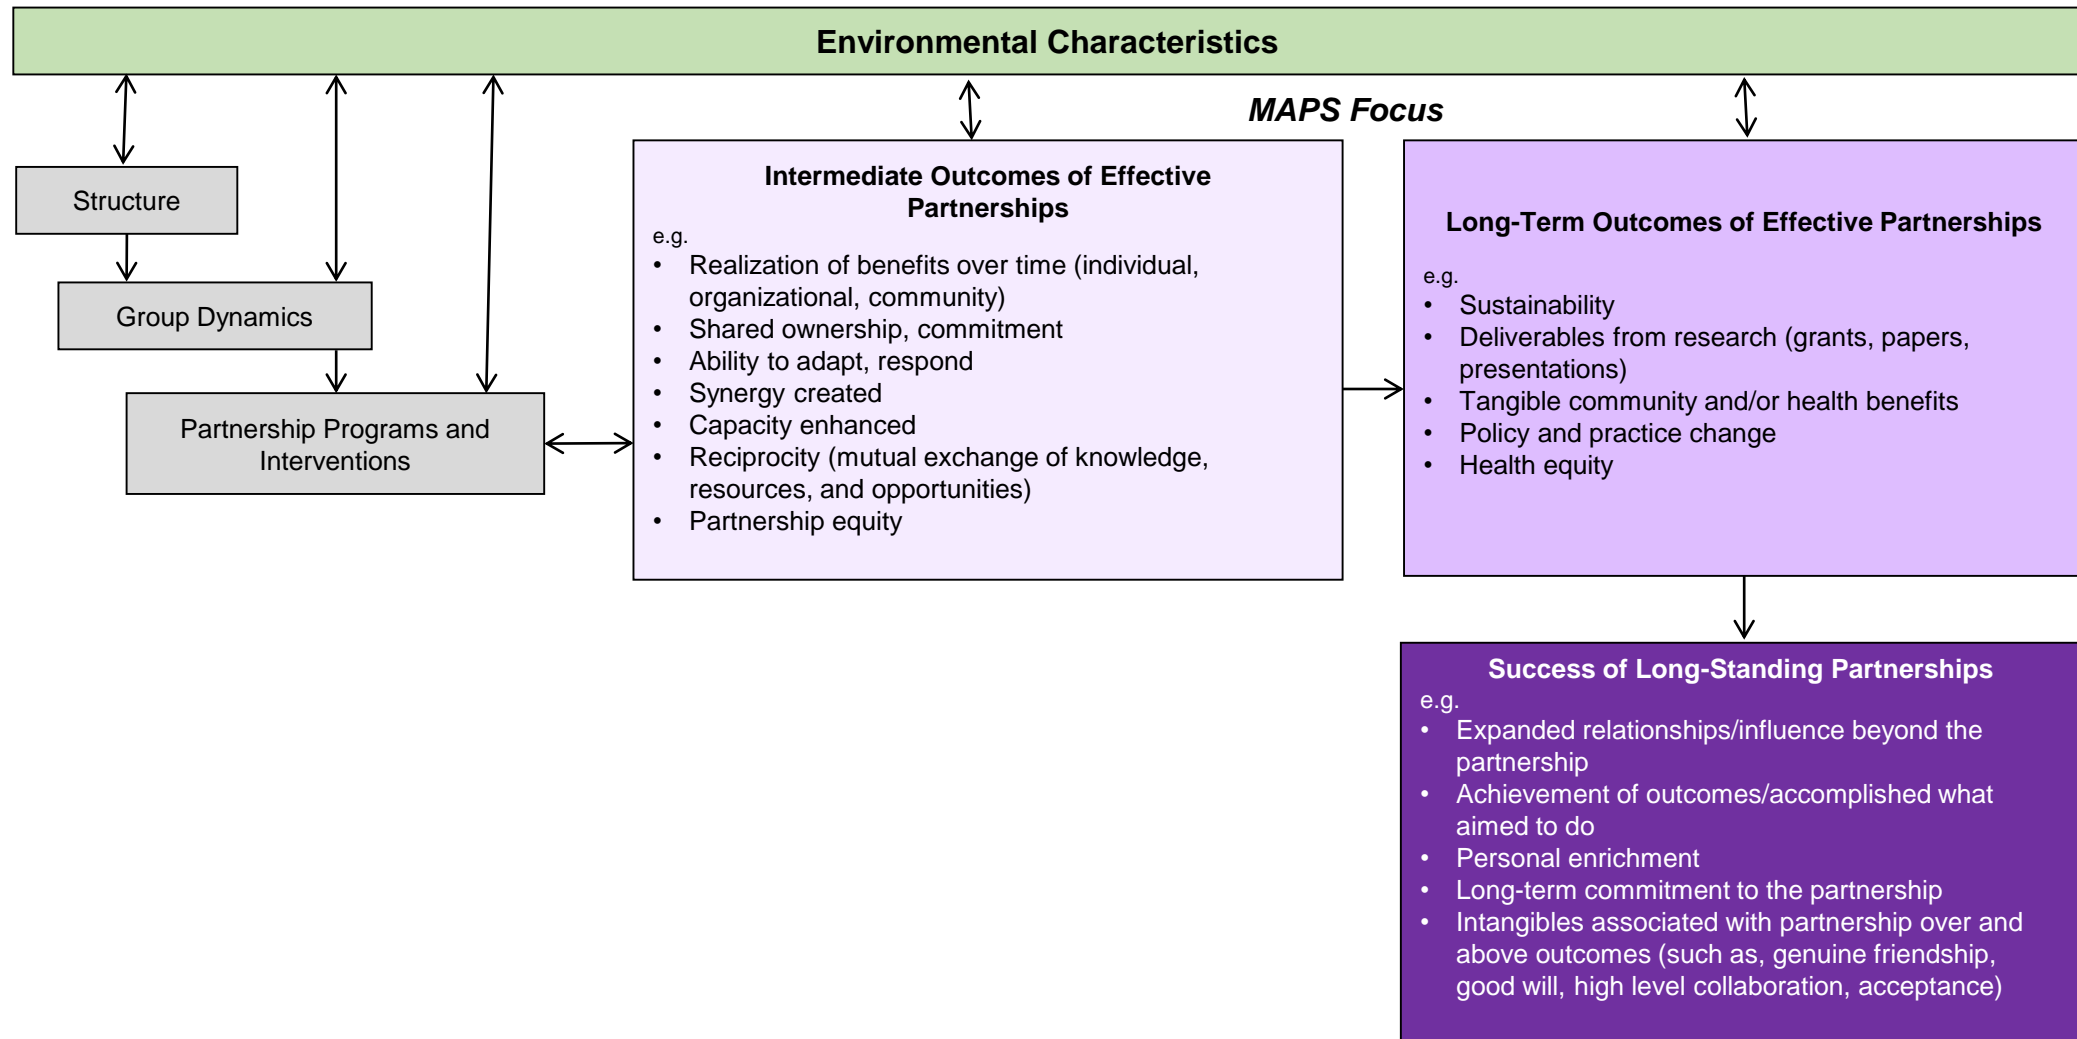 Environmental Characteristics
MAPS Focus
Structure
Group Dynamics
Partnership Programs and
Interventions
Intermediate Outcomes of Effective
Partnerships
e.g.
• Realization of benefits over time (individual,
organizational, community)
• Shared ownership, commitment
• Ability to adapt, respond
• Synergy created
• Capacity enhanced
• Reciprocity (mutual exchange of knowledge,
resources, and opportunities)
• Partnership equity
Long-Term Outcomes of Effective Partnerships
e.g.
• Sustainability
• Deliverables from research (grants, papers,
presentations)
• Tangible community and/or health benefits
• Policy and practice change
• Health equity
Success of Long-Standing Partnerships
e.g.
• Expanded relationships/influence beyond the
partnership
• Achievement of outcomes/accomplished what
aimed to do
• Personal enrichment
• Long-term commitment to the partnership
• Intangibles associated with partnership over and
above outcomes (such as, genuine friendship,
good will, high level collaboration, acceptance)